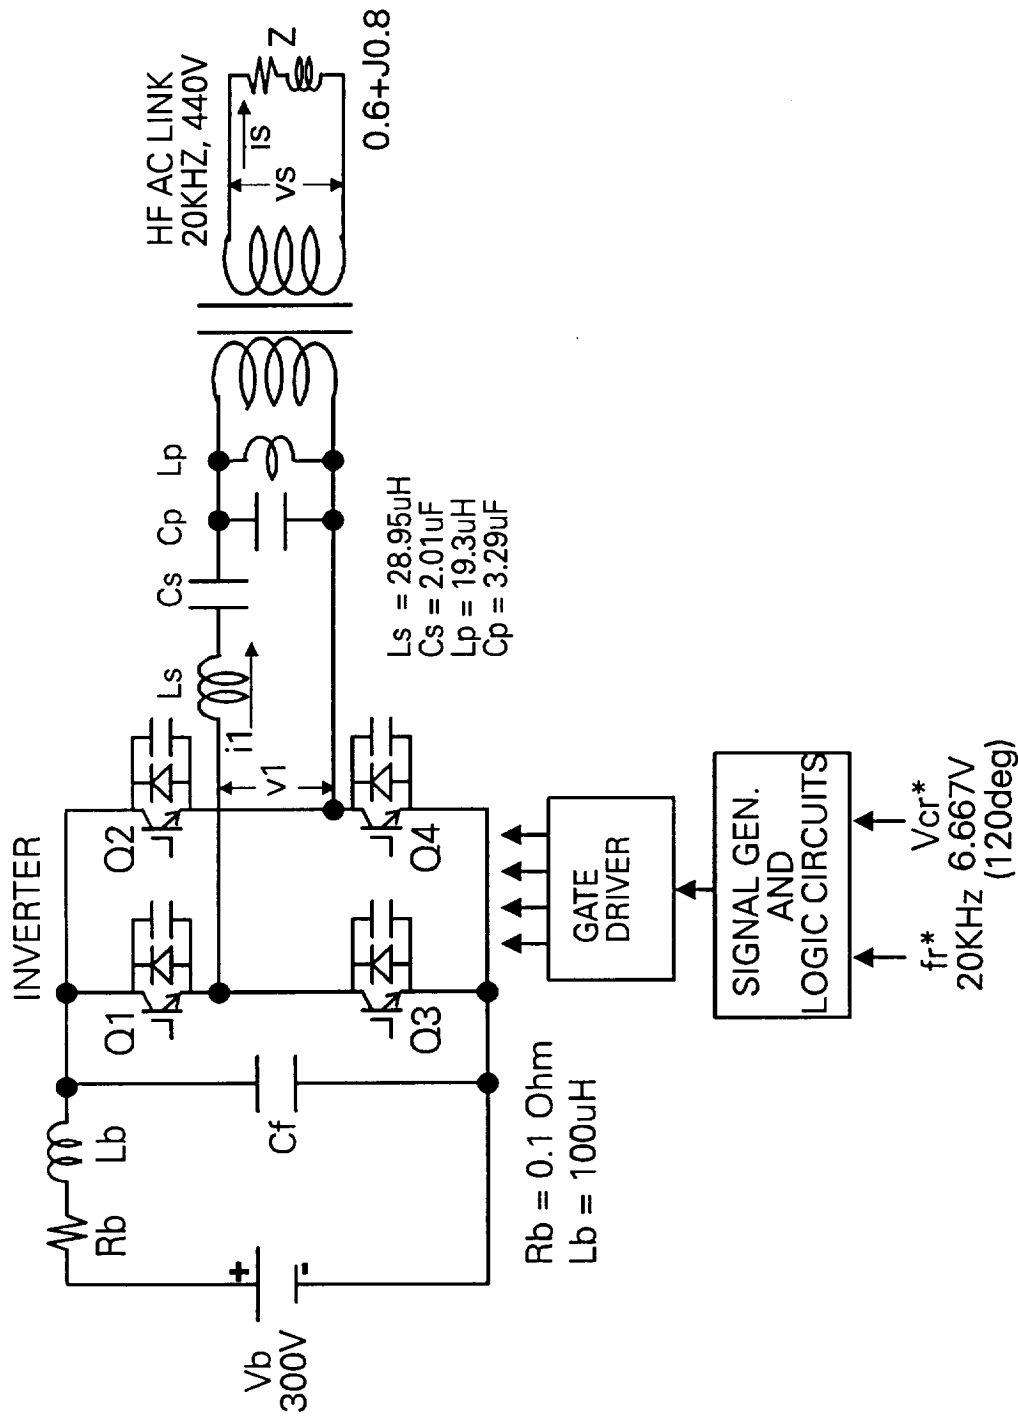 INVERTER
HF AC LINK
20KHZ, 440V
Rb
Lb
Q1
Q2
Ls
Cs
Cp
Lp
i1
is
v1
vs
Z
0.6+J0.8
+
-
Vb
300V
Cf
Q3
Q4
Ls = 28.95uH
Cs = 2.01uF
Lp = 19.3uH
Cp = 3.29uF
Rb = 0.1 Ohm
Lb = 100uH
GATE
DRIVER
SIGNAL GEN.
AND
LOGIC CIRCUITS
fr*
20KHz
Vcr*
6.667V
(120deg)